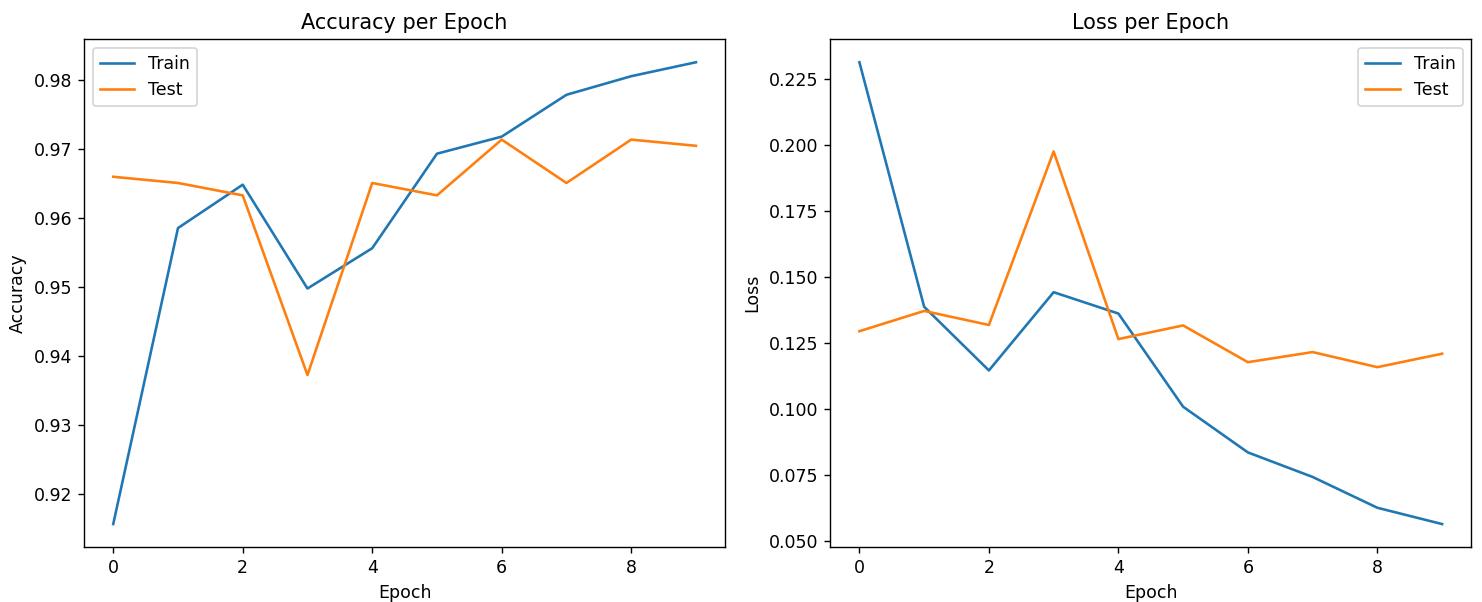 Accuracy per Epoch
Train
Test
0.98
0.97
0.96
0.95
0.94
0.93
0.92
Accuracy
0 2 4 6 8
Epoch
Loss per Epoch
Train
Test
0.225
0.200
0.175
0.150
0.125
0.100
0.075
0.050
Loss
0 2 4 6 8
Epoch